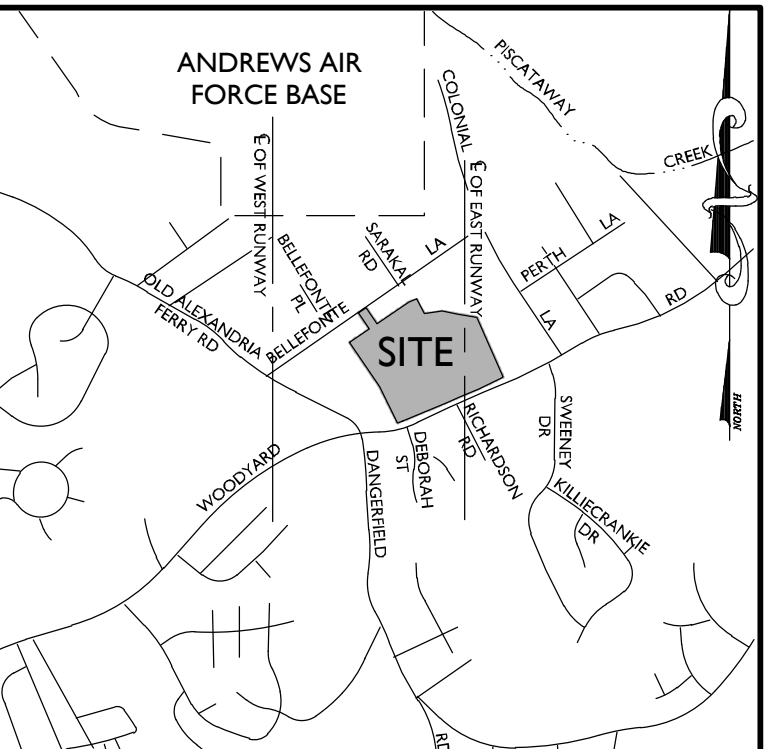 ANDREWS AIR
FORCE BASE
PISCATAWAY
CREEK
COLONIAL
LA
℄ OF WEST RUNWAY
℄ OF EAST RUNWAY
SARAKAL
RD
BELLEFONTE
PL
BELLEFONTE
LA
PERTH
LA
OLD ALEXANDRIA
FERRY RD
SITE
WOODYARD
RD
DANGERFIELD
RD
DEBORAH
ST
RICHARDSON
RD
SWEENEY
DR
KILLIECRANKIE
DR
NORTH